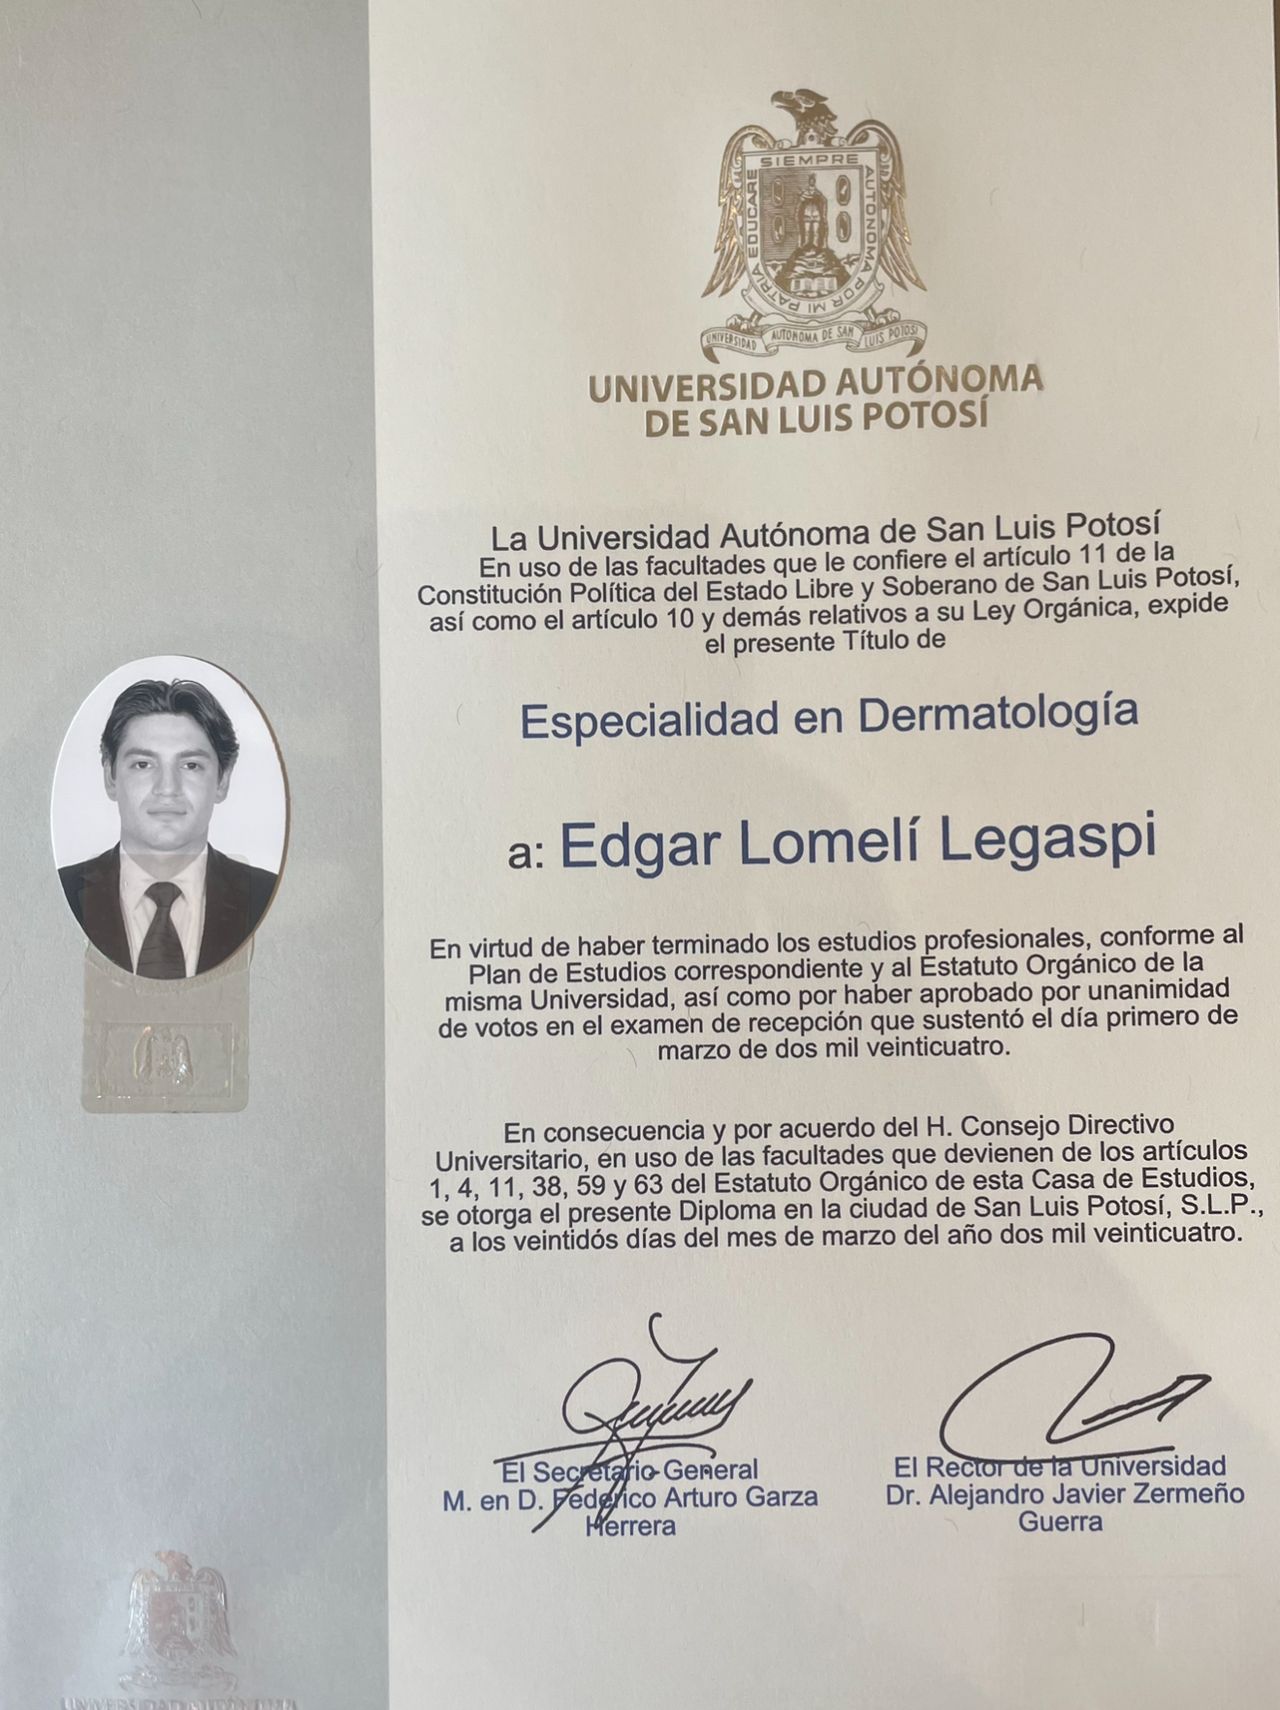 SIEMPRE AUTONOMA POR MI PATRIA EDUCARE
UNIVERSIDAD AUTONOMA DE SAN LUIS POTOSI
UNIVERSIDAD AUTÓNOMA
DE SAN LUIS POTOSÍ
La Universidad Autónoma de San Luis Potosí
En uso de las facultades que le confiere el artículo 11 de la
Constitución Política del Estado Libre y Soberano de San Luis Potosí,
así como el artículo 10 y demás relativos a su Ley Orgánica, expide
el presente Título de
Especialidad en Dermatología
a: Edgar Lomelí Legaspi
En virtud de haber terminado los estudios profesionales, conforme al
Plan de Estudios correspondiente y al Estatuto Orgánico de la
misma Universidad, así como por haber aprobado por unanimidad
de votos en el examen de recepción que sustentó el día primero de
marzo de dos mil veinticuatro.
En consecuencia y por acuerdo del H. Consejo Directivo
Universitario, en uso de las facultades que devienen de los artículos
1, 4, 11, 38, 59 y 63 del Estatuto Orgánico de esta Casa de Estudios,
se otorga el presente Diploma en la ciudad de San Luis Potosí, S.L.P.,
a los veintidós días del mes de marzo del año dos mil veinticuatro.
El Secretario General
M. en D. Federico Arturo Garza
Herrera
El Rector de la Universidad
Dr. Alejandro Javier Zermeño
Guerra
UNIVERSIDAD AUTÓNOMA